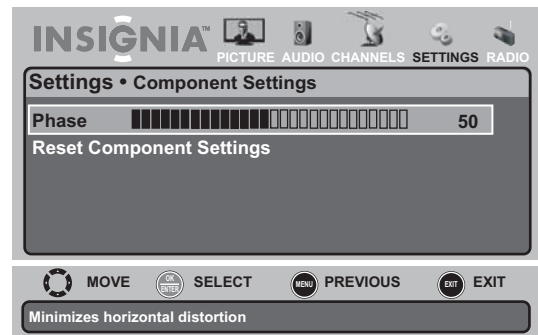 INSIGNIA™
PICTURE AUDIO CHANNELS SETTINGS RADIO
Settings • Component Settings
Phase 50
Reset Component Settings
MOVE OK ENTER SELECT MENU PREVIOUS EXIT EXIT
Minimizes horizontal distortion